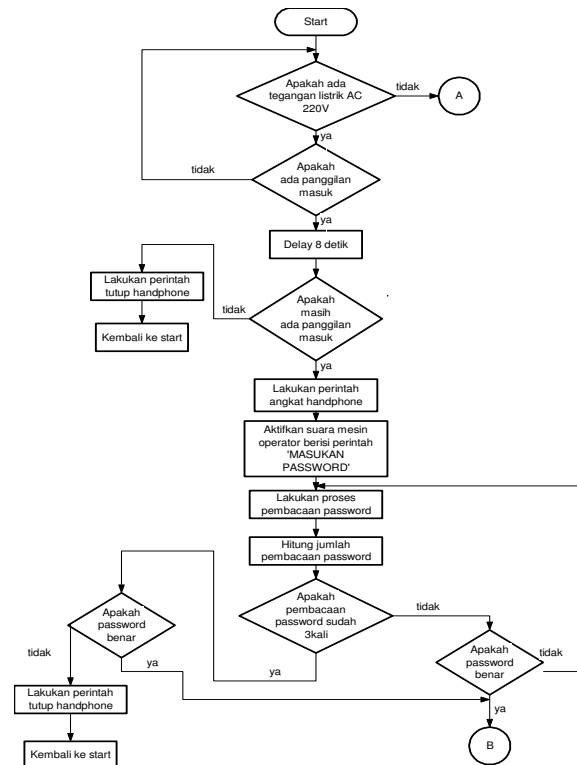 Start
Apakah ada
tegangan listrik AC
220V
tidak
A
ya
Apakah
ada panggilan
masuk
tidak
ya
Delay 8 detik
Lakukan perintah
tutup handphone
tidak
Apakah
masih
ada panggilan
masuk
Kembali ke start
ya
Lakukan perintah
angkat handphone
Aktifkan suara mesin
operator berisi perintah
'MASUKAN
PASSWORD'
Lakukan proses
pembacaan password
Hitung jumlah
pembacaan password
Apakah
pembacaan
password sudah
3kali
tidak
Apakah
password
benar
tidak
ya
ya
Apakah
password
benar
tidak
ya
Lakukan perintah
tutup handphone
Kembali ke start
B